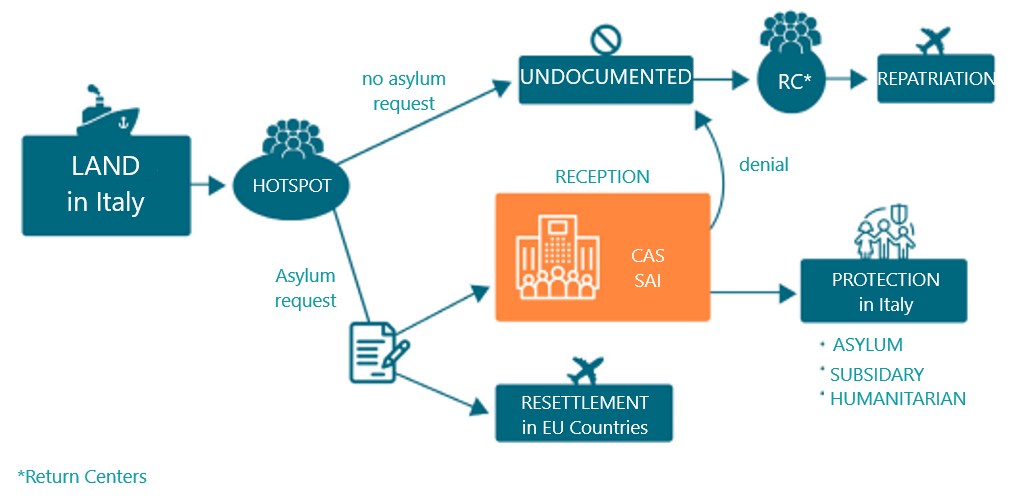 LAND
in Italy
HOTSPOT
no asylum
request
UNDOCUMENTED
RC*
REPATRIATION
denial
RECEPTION
CAS
SAI
Asylum
request
PROTECTION
in Italy
· ASYLUM
· SUBSIDARY
· HUMANITARIAN
RESETTLEMENT
in EU Countries
*Return Centers